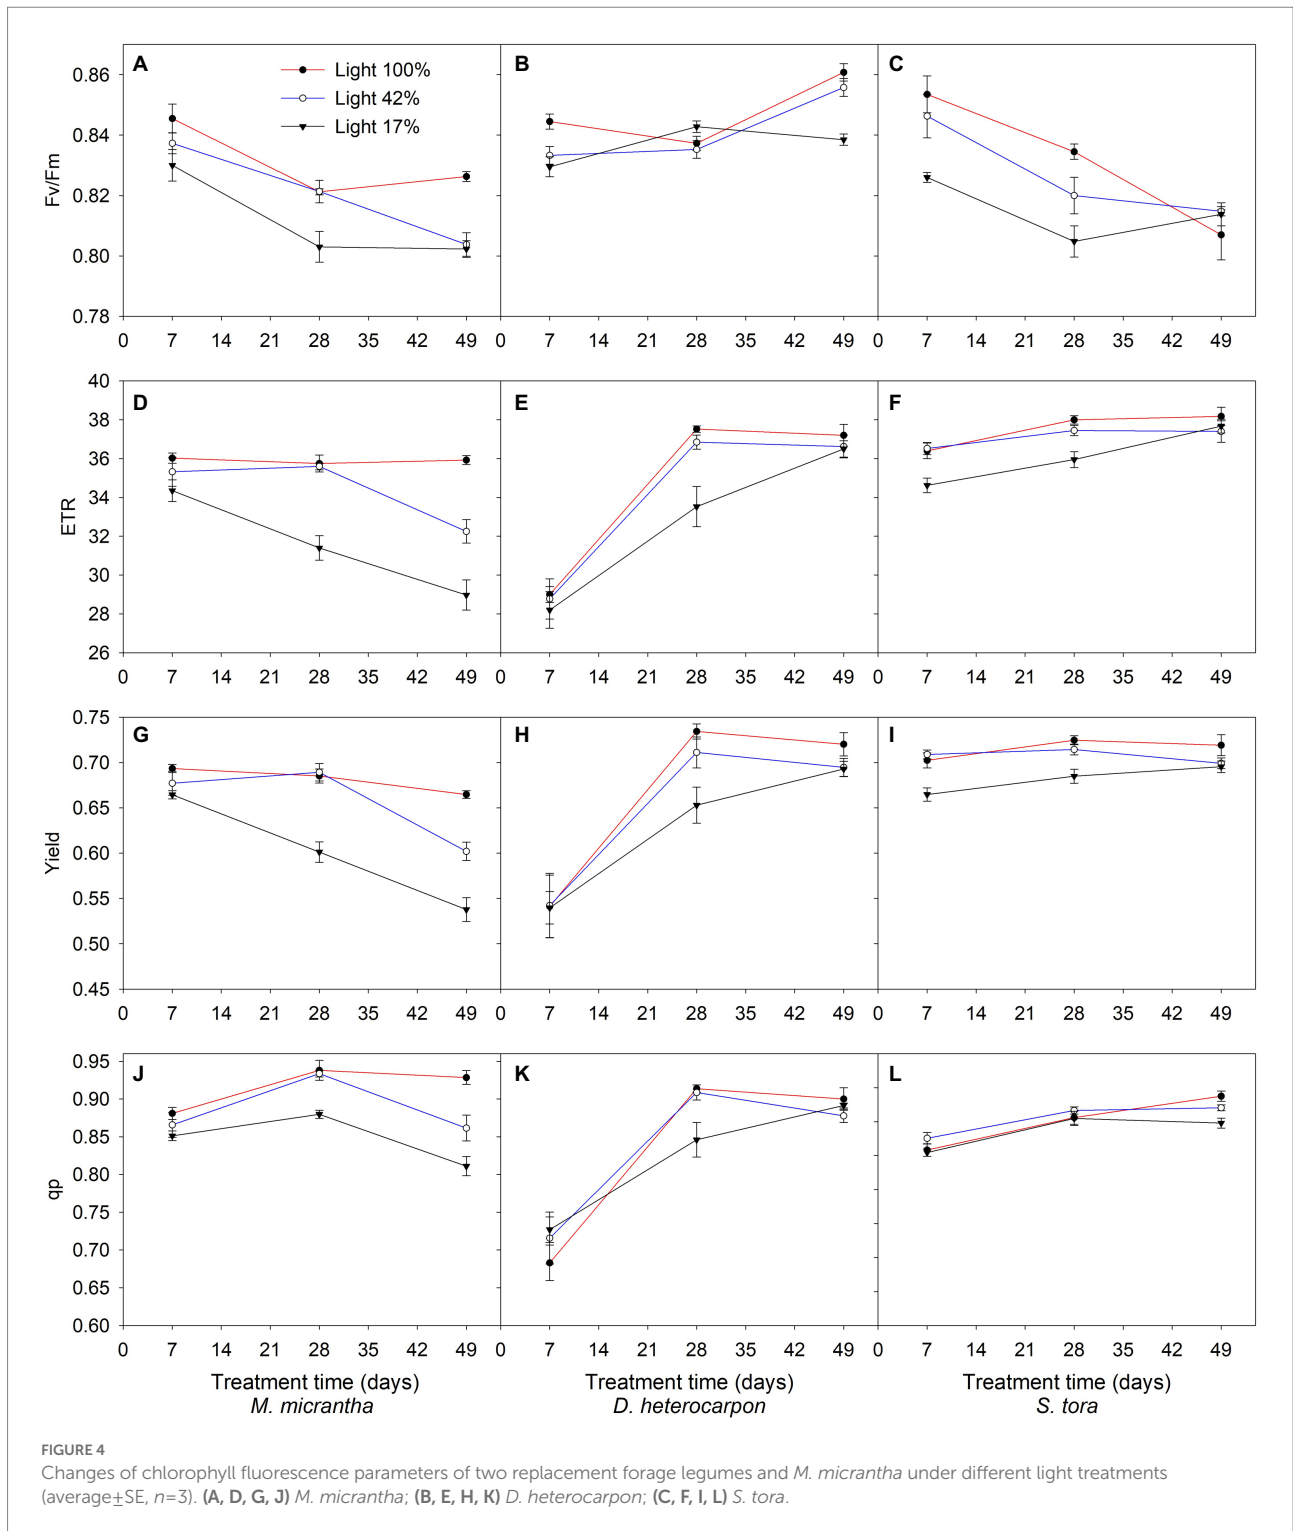 A
Light 100%
Light 42%
Light 17%
B
C
Fv/Fm
0.86
0.84
0.82
0.80
0.78
0 7 14 21 28 35 42 49
0 7 14 21 28 35 42 49
0 7 14 21 28 35 42 49
D
E
F
ETR
40
38
36
34
32
30
28
26
0 7 14 21 28 35 42 49
0 7 14 21 28 35 42 49
0 7 14 21 28 35 42 49
G
H
I
Yield
0.75
0.70
0.65
0.60
0.55
0.50
0.45
0 7 14 21 28 35 42 49
0 7 14 21 28 35 42 49
0 7 14 21 28 35 42 49
J
K
L
qp
0.95
0.90
0.85
0.80
0.75
0.70
0.65
0.60
0 7 14 21 28 35 42 49
0 7 14 21 28 35 42 49
0 7 14 21 28 35 42 49
Treatment time (days)
M. micrantha
Treatment time (days)
D. heterocarpon
Treatment time (days)
S. tora
FIGURE 4
Changes of chlorophyll fluorescence parameters of two replacement forage legumes and M. micrantha under different light treatments
(average±SE, n=3). (A, D, G, J) M. micrantha; (B, E, H, K) D. heterocarpon; (C, F, I, L) S. tora.